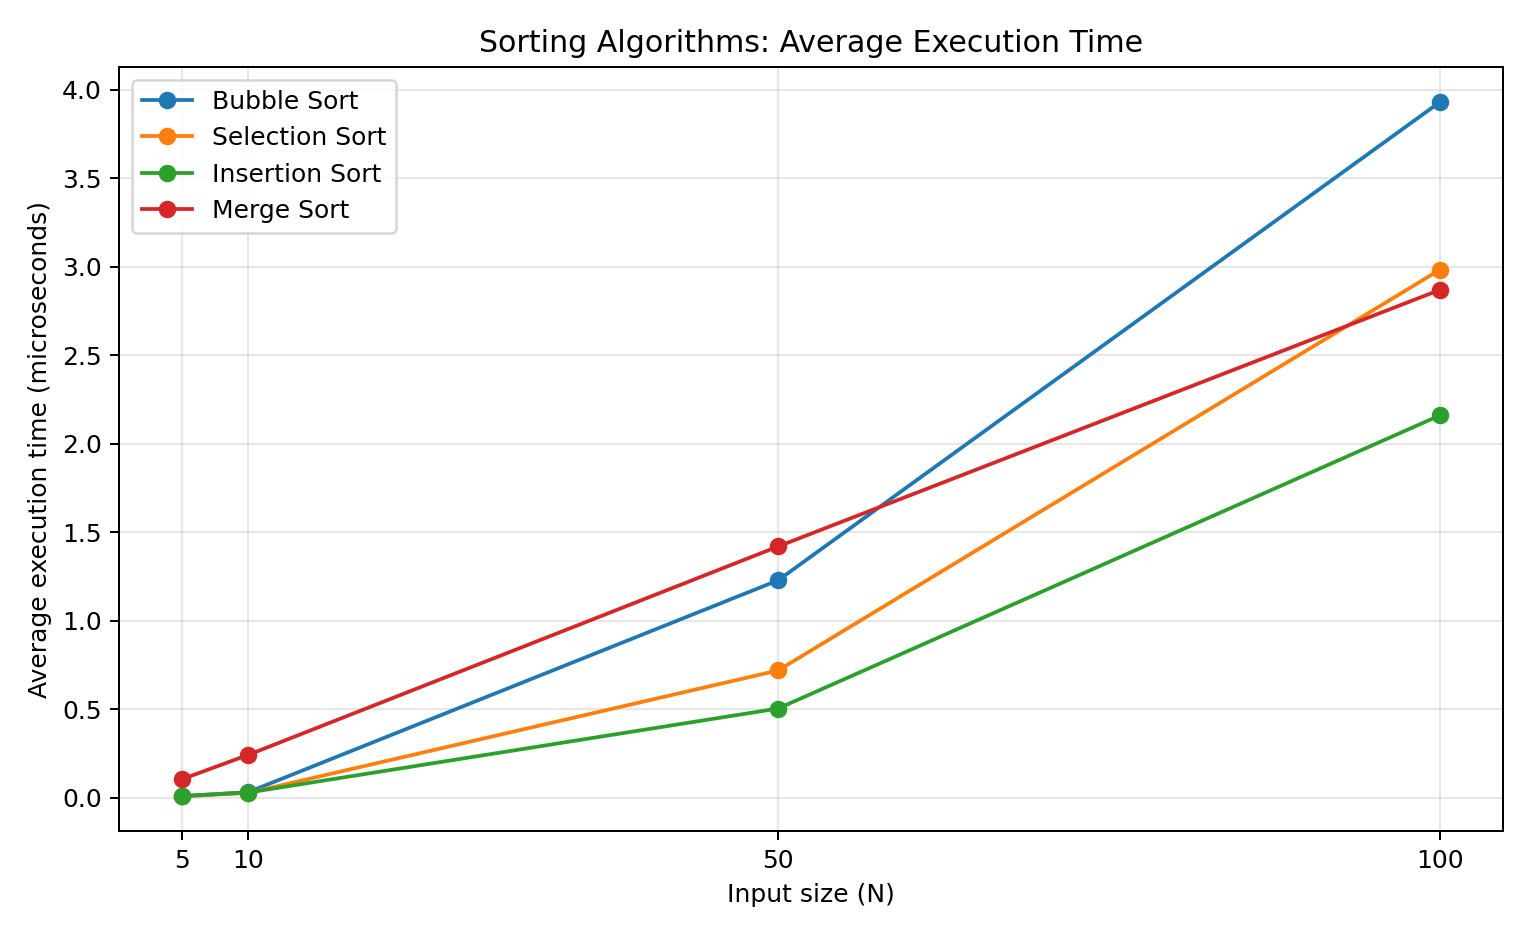 Sorting Algorithms: Average Execution Time
4.0
3.5
3.0
2.5
2.0
1.5
1.0
0.5
0.0
Average execution time (microseconds)
Bubble Sort
Selection Sort
Insertion Sort
Merge Sort
5 10 50 100
Input size (N)